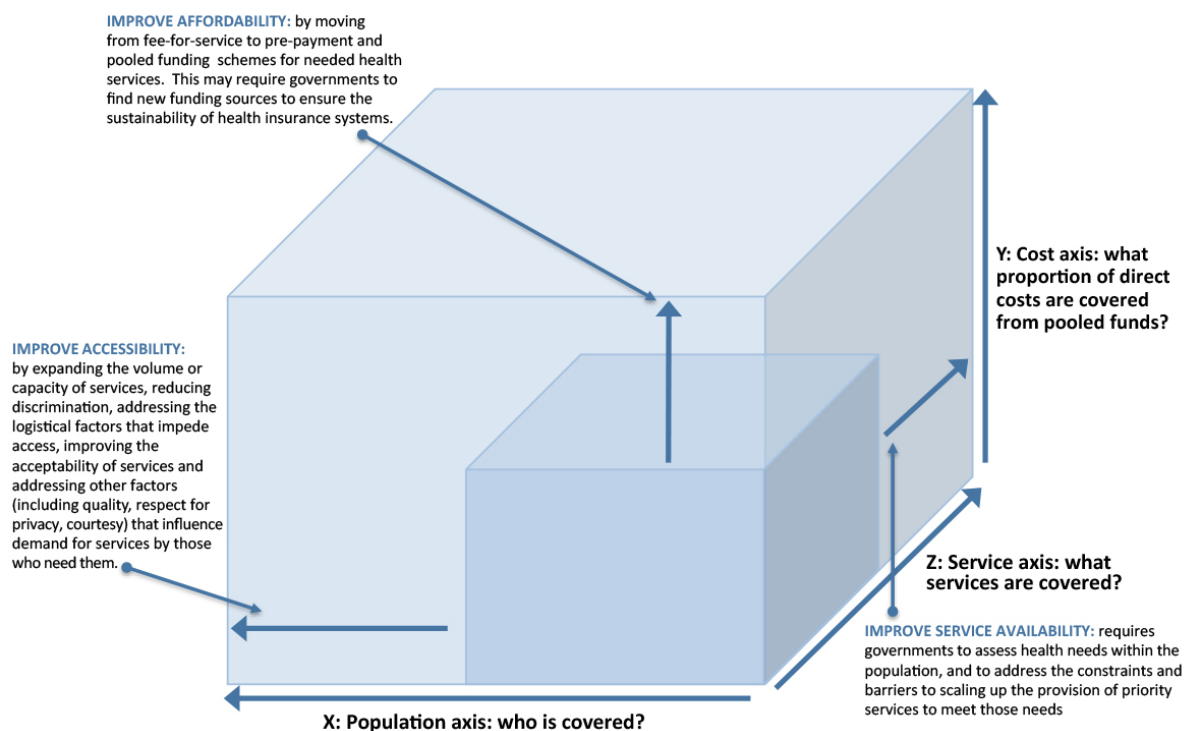 IMPROVE AFFORDABILITY: by moving
from fee-for-service to pre-payment and
pooled funding schemes for needed health
services. This may require governments to
find new funding sources to ensure the
sustainability of health insurance systems.
Y: Cost axis: what
proportion of direct
costs are covered
from pooled funds?
IMPROVE ACCESSIBILITY:
by expanding the volume or
capacity of services, reducing
discrimination, addressing the
logistical factors that impede
access, improving the
acceptability of services and
addressing other factors
(including quality, respect for
privacy, courtesy) that influence
demand for services by those
who need them.
Z: Service axis: what
services are covered?
IMPROVE SERVICE AVAILABILITY: requires
governments to assess health needs within the
population, and to address the constraints and
barriers to scaling up the provision of priority
services to meet those needs
X: Population axis: who is covered?